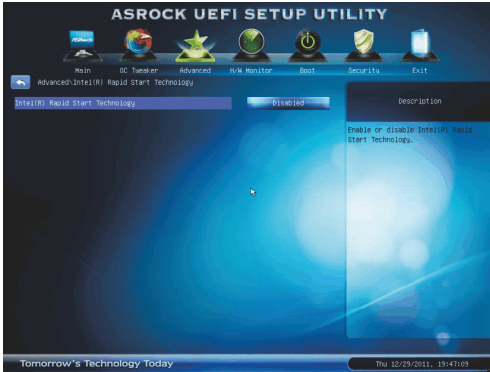 ASROCK UEFI SETUP UTILITY
ASRock
Main OC Tweaker Advanced H/W Monitor Boot Security Exit
Advanced\Intel(R) Rapid Start Technology
Intel(R) Rapid Start Technology Disabled
Description
Enable or disable Intel(R) Rapid
Start Technology.
Tomorrow's Technology Today
Thu 12/29/2011, 19:47:09